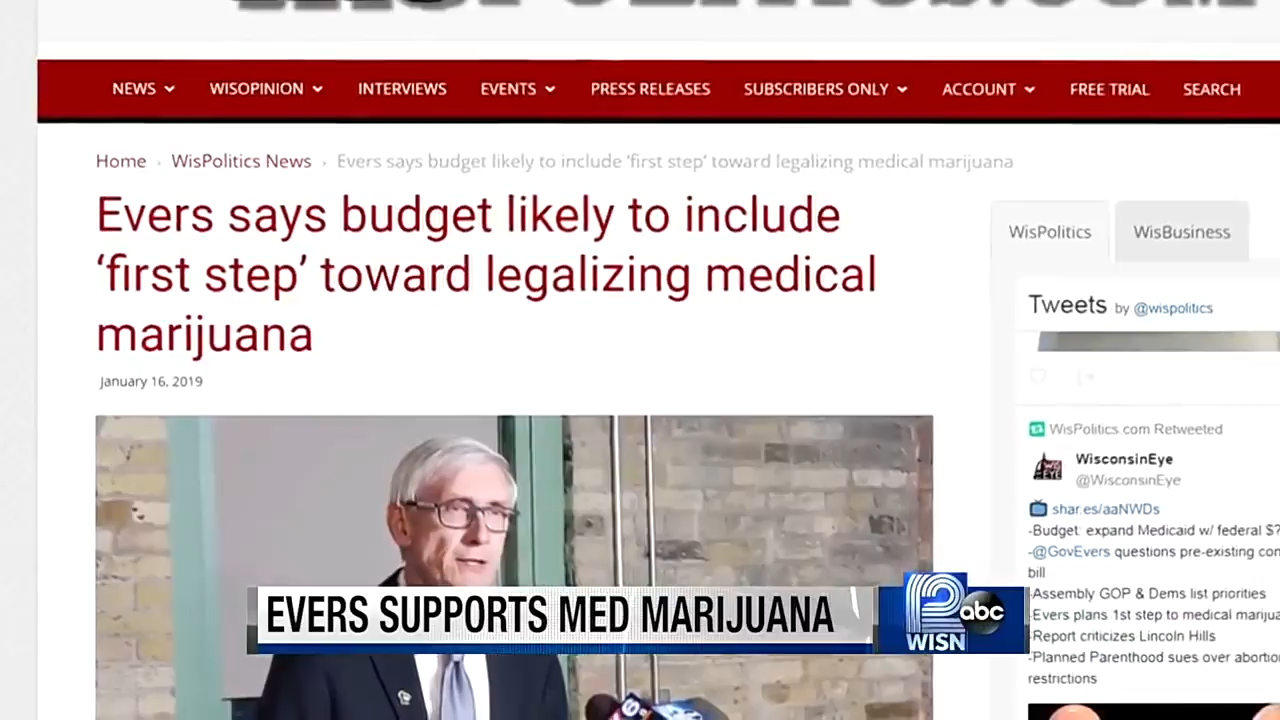 NEWS WISOPINION INTERVIEWS EVENTS PRESS RELEASES SUBSCRIBERS ONLY ACCOUNT FREE TRIAL SEARCH
Home › WisPolitics News › Evers says budget likely to include 'first step' toward legalizing medical marijuana
Evers says budget likely to include
'first step' toward legalizing medical
marijuana
January 16, 2019
WisPolitics WisBusiness
Tweets by @wispolitics
WisPolitics.com Retweeted
WisconsinEye
@WisconsinEye
shar.es/aaNWDs
-Budget: expand Medicaid w/ federal
-@GovEvers questions pre-existing
bill
-Assembly GOP & Dems list priorities
-Evers plans 1st step to medical
-Report criticizes Lincoln Hills
-Planned Parenthood sues over
restrictions
EVERS SUPPORTS MED MARIJUANA
12 abc
WISN
6